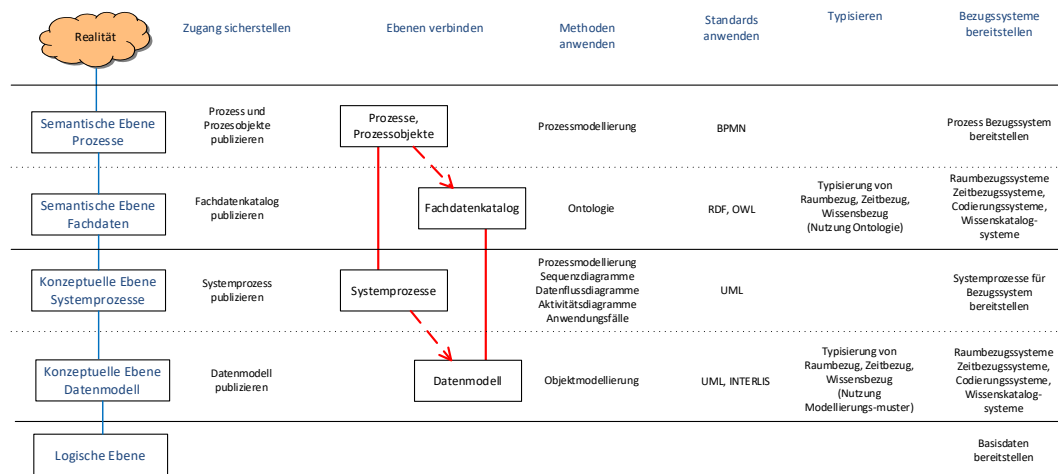 Realität
Zugang sicherstellen
Ebenen verbinden
Methoden
anwenden
Standards
anwenden
Typisieren
Bezugssysteme
bereitstellen
Semantische Ebene
Prozesse
Prozess und
Prozesobjekte
publizieren
Prozesse,
Prozessobjekte
Prozessmodellierung
BPMN
Prozess Bezugssystem
bereitstellen
Semantische Ebene
Fachdaten
Fachdatenkatalog
publizieren
Fachdatenkatalog
Ontologie
RDF, OWL
Typisierung von
Raumbezug, Zeitbezug,
Wissensbezug
(Nutzung Ontologie)
Raumbezugssysteme
Zeitbezugssysteme,
Codierungssysteme,
Wissenskatalog-
systeme
Konzeptuelle Ebene
Systemprozesse
Systemprozess
publizieren
Systemprozesse
Prozessmodellierung
Sequenzdiagramme
Datenflussdiagramme
Aktivitätsdiagramme
Anwendungsfälle
UML
Systemprozesse für
Bezugssystem
bereitstellen
Konzeptuelle Ebene
Datenmodell
Datenmodell
publizieren
Datenmodell
Objektmodellierung
UML, INTERLIS
Typisierung von
Raumbezug, Zeitbezug,
Wissensbezug
(Nutzung
Modellierungs-muster)
Raumbezugssysteme
Zeitbezugssysteme,
Codierungssysteme,
Wissenskatalog-
systeme
Logische Ebene
Basisdaten
bereitstellen